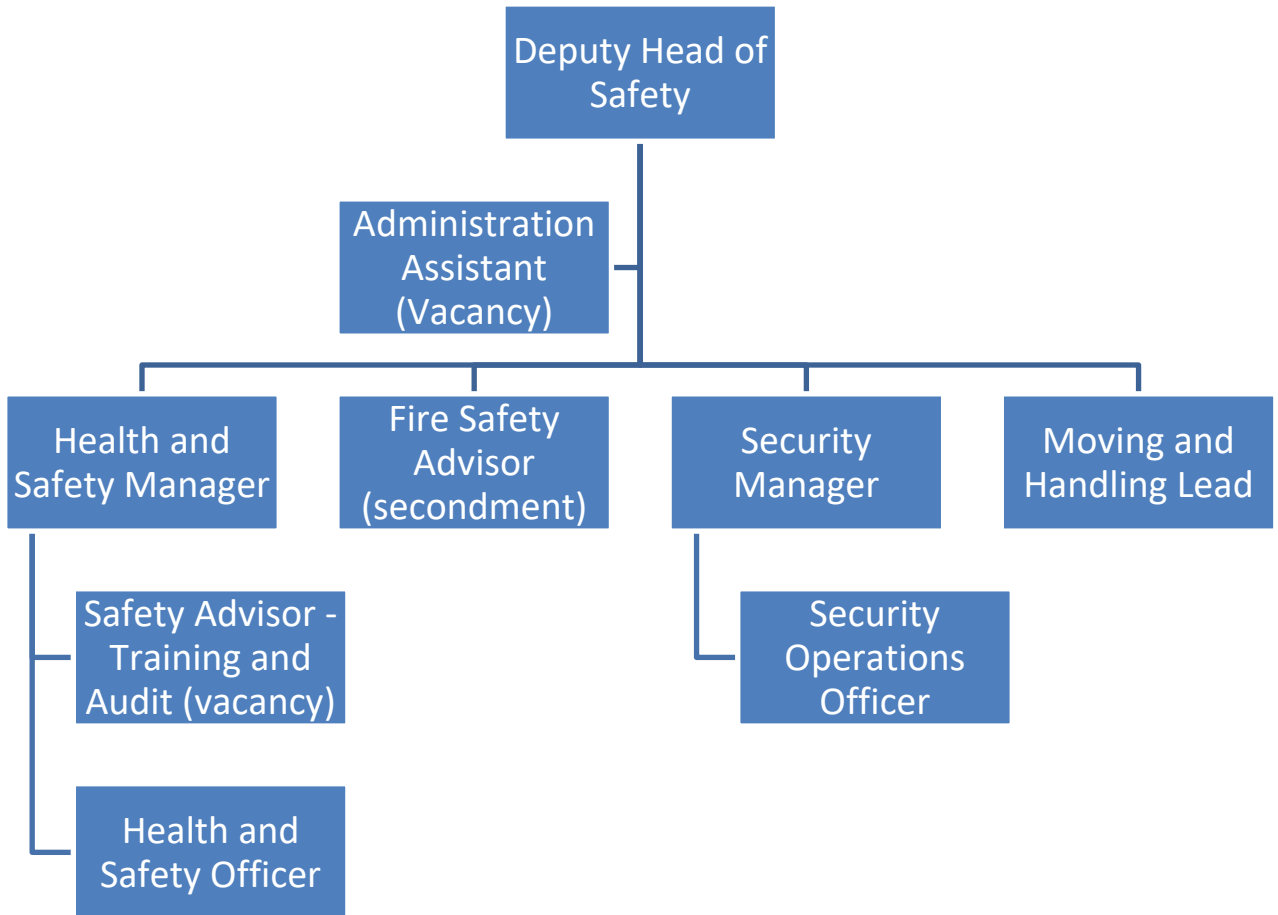 Deputy Head of
Safety
Administration
Assistant
(Vacancy)
Health and
Safety Manager
Fire Safety
Advisor
(secondment)
Security
Manager
Moving and
Handling Lead
Safety Advisor -
Training and
Audit (vacancy)
Security
Operations
Officer
Health and
Safety Officer